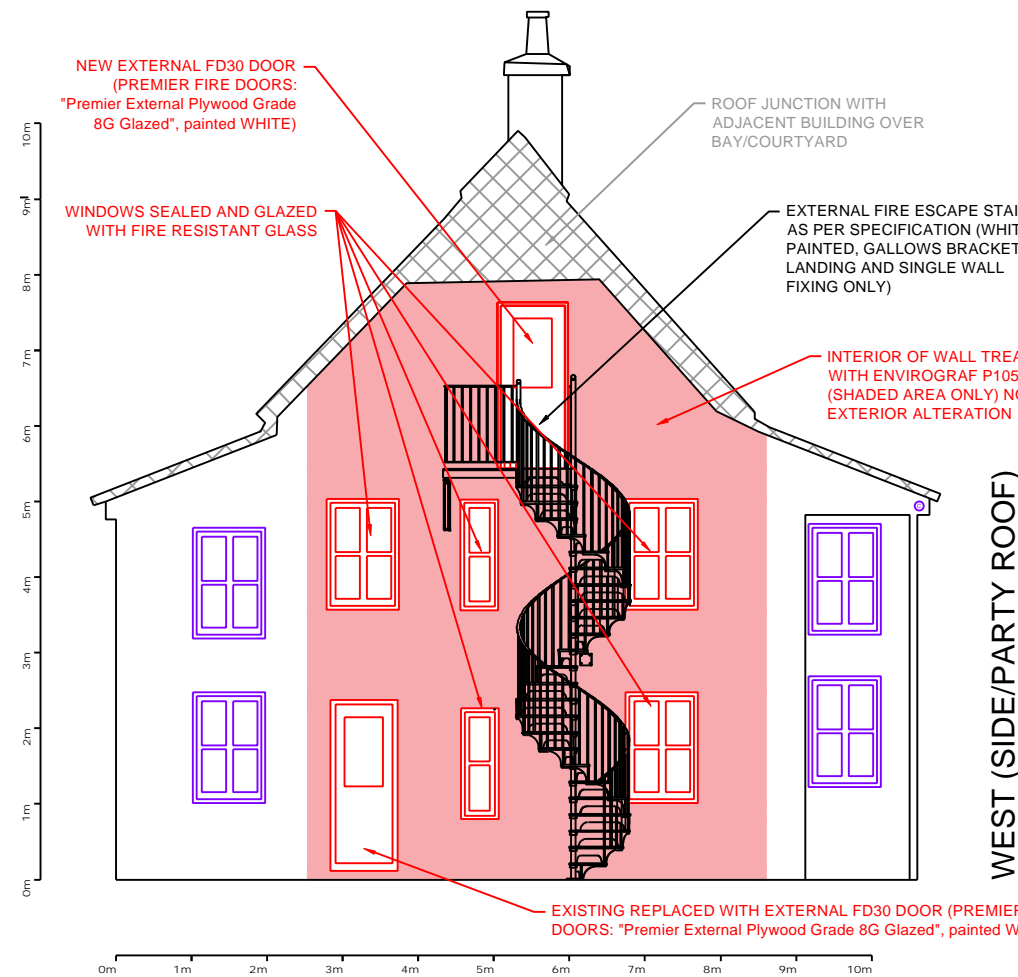 NEW EXTERNAL FD30 DOOR
(PREMIER FIRE DOORS:
"Premier External Plywood Grade
8G Glazed", painted WHITE)
ROOF JUNCTION WITH
ADJACENT BUILDING OVER
BAY/COURTYARD
WINDOWS SEALED AND GLAZED
WITH FIRE RESISTANT GLASS
EXTERNAL FIRE ESCAPE STAI
AS PER SPECIFICATION (WHIT
PAINTED, GALLOWS BRACKET
LANDING AND SINGLE WALL
FIXING ONLY)
INTERIOR OF WALL TREA
WITH ENVIROGRAF P105
(SHADED AREA ONLY) NO
EXTERIOR ALTERATION
WEST (SIDE/PARTY ROOF)
EXISTING REPLACED WITH EXTERNAL FD30 DOOR (PREMIER
DOORS: "Premier External Plywood Grade 8G Glazed", painted W
10m
9m
8m
7m
6m
5m
4m
3m
2m
1m
0m
0m 1m 2m 3m 4m 5m 6m 7m 8m 9m 10m